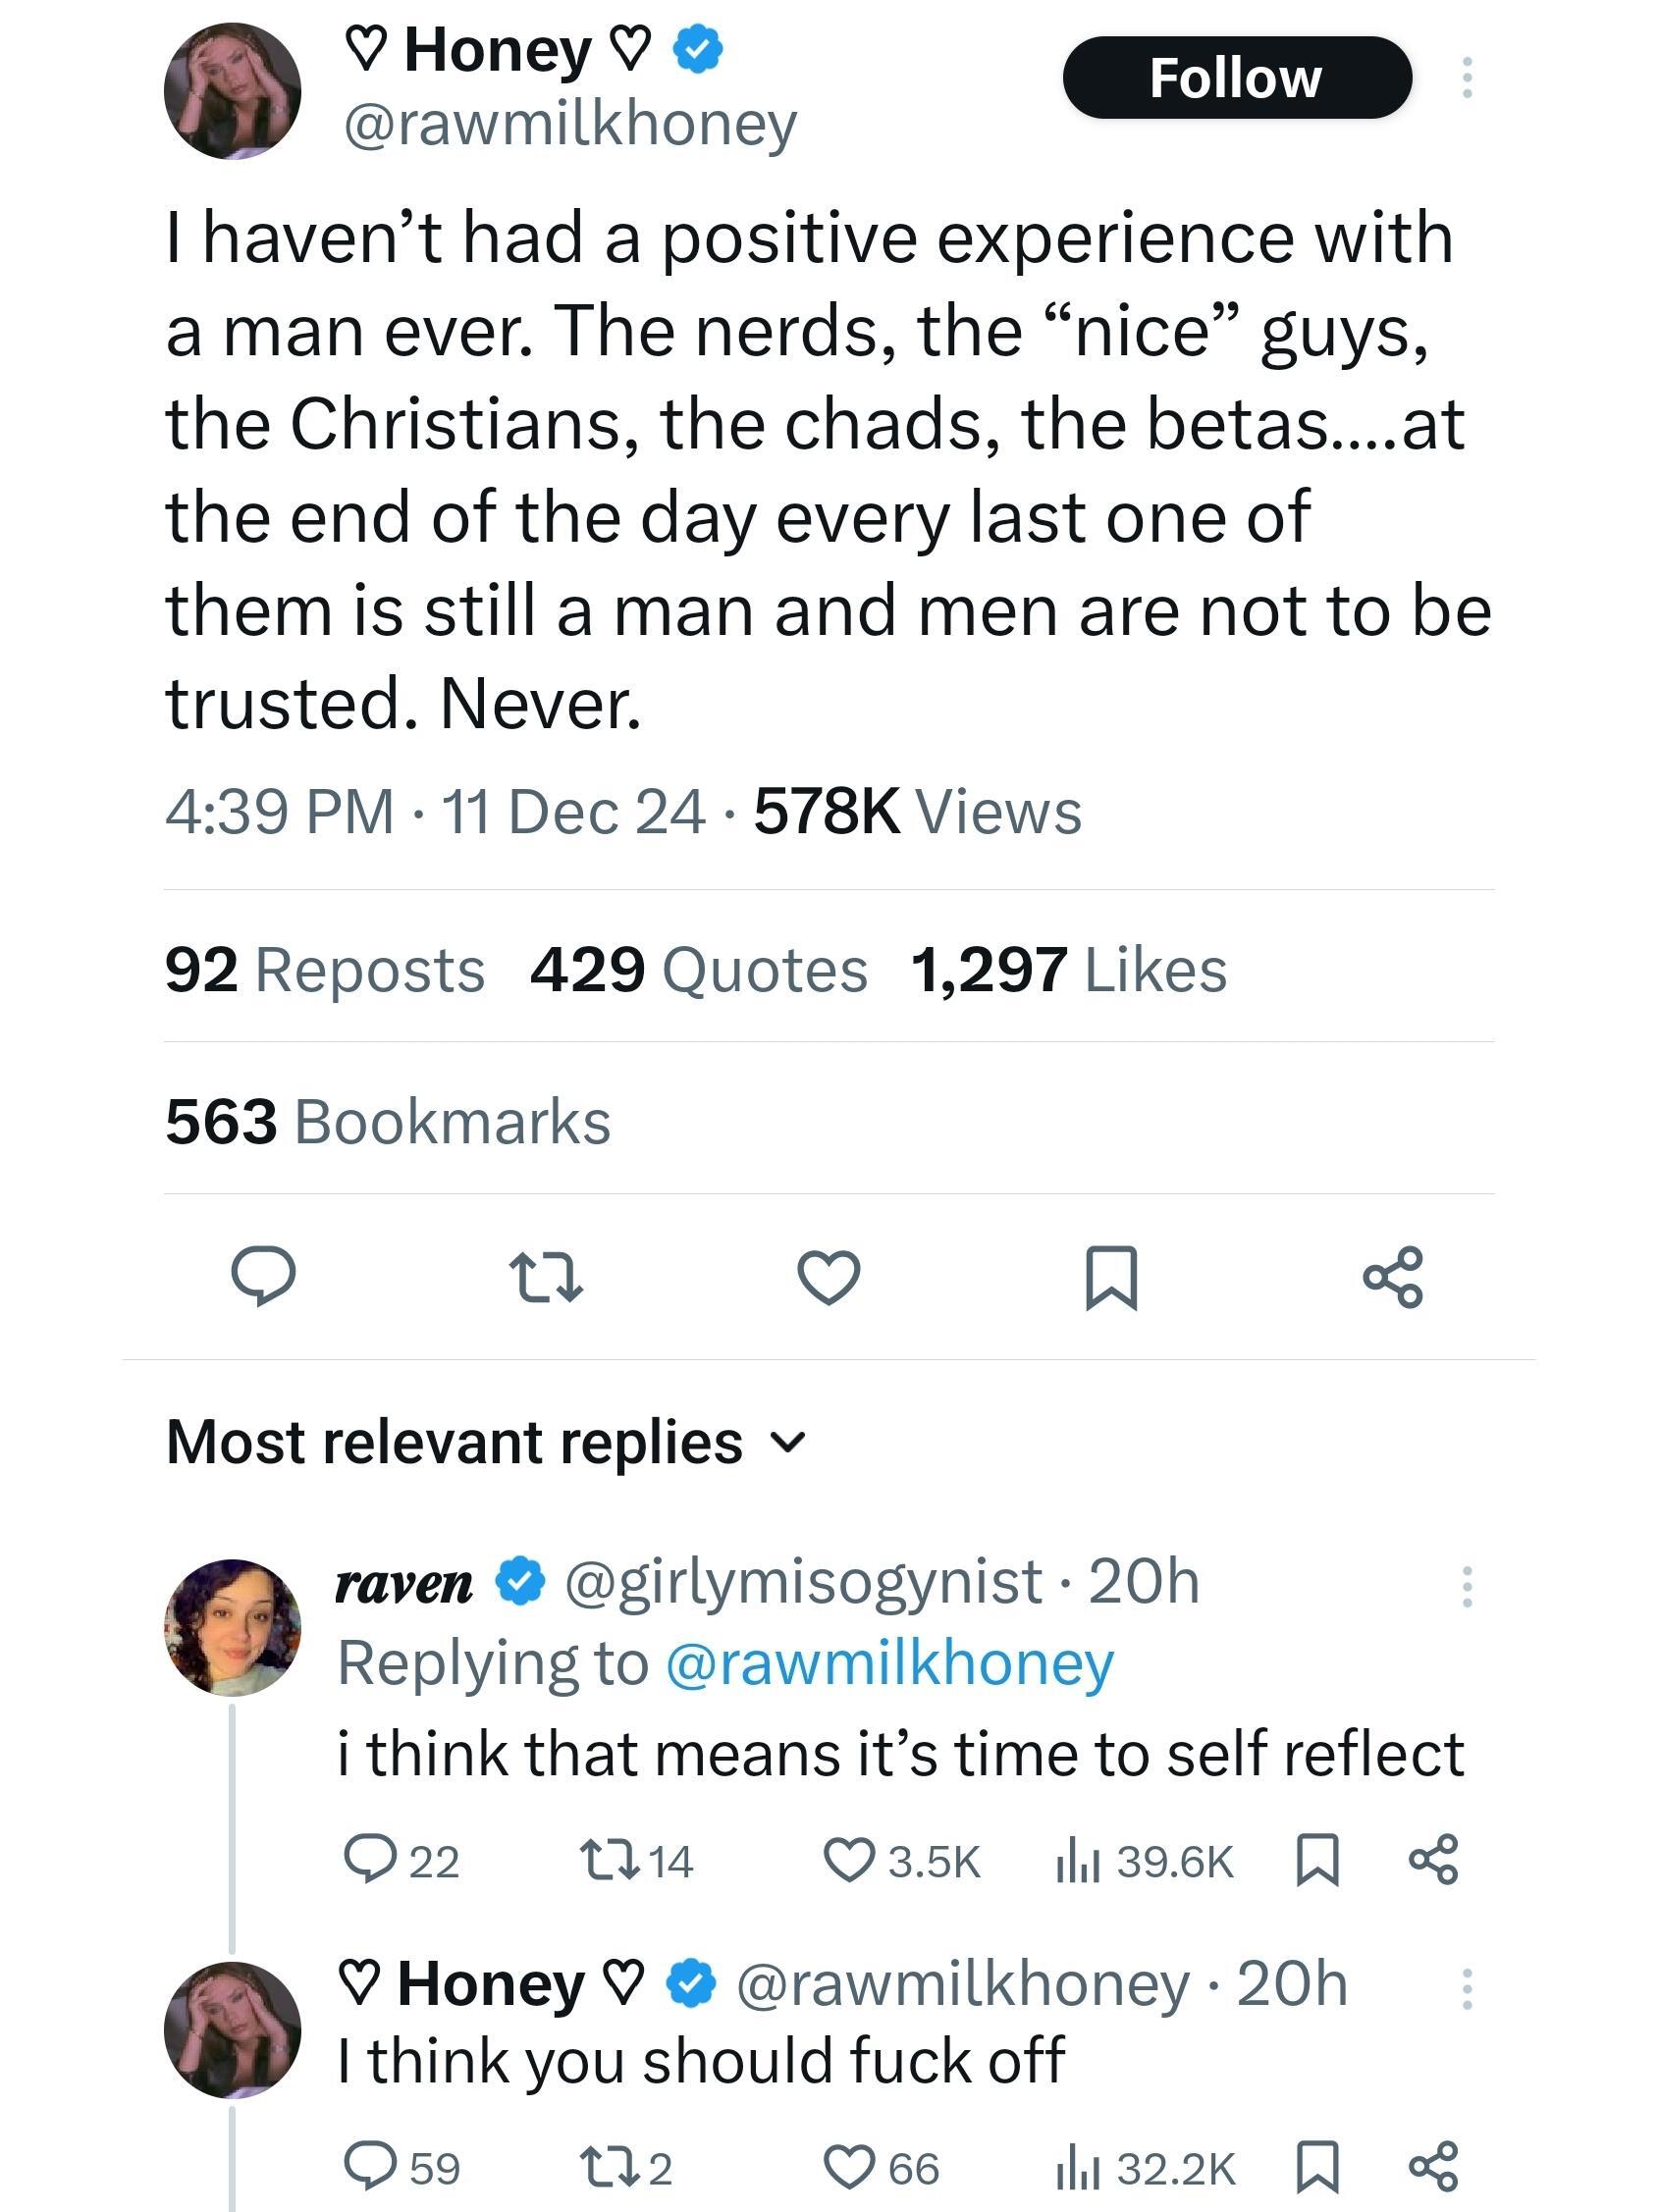 ♡ Honey ♡
Follow
@rawmilkhoney
I haven’t had a positive experience with
a man ever. The nerds, the “nice” guys,
the Christians, the chads, the betas....at
the end of the day every last one of
them is still a man and men are not to be
trusted. Never.
4:39 PM · 11 Dec 24 · 578K Views
92 Reposts 429 Quotes 1,297 Likes
563 Bookmarks
Most relevant replies
raven @girlymisogynist · 20h
Replying to @rawmilkhoney
i think that means it’s time to self reflect
22 14 3.5K 39.6K
♡ Honey ♡ @rawmilkhoney · 20h
I think you should fuck off
59 2 66 32.2K